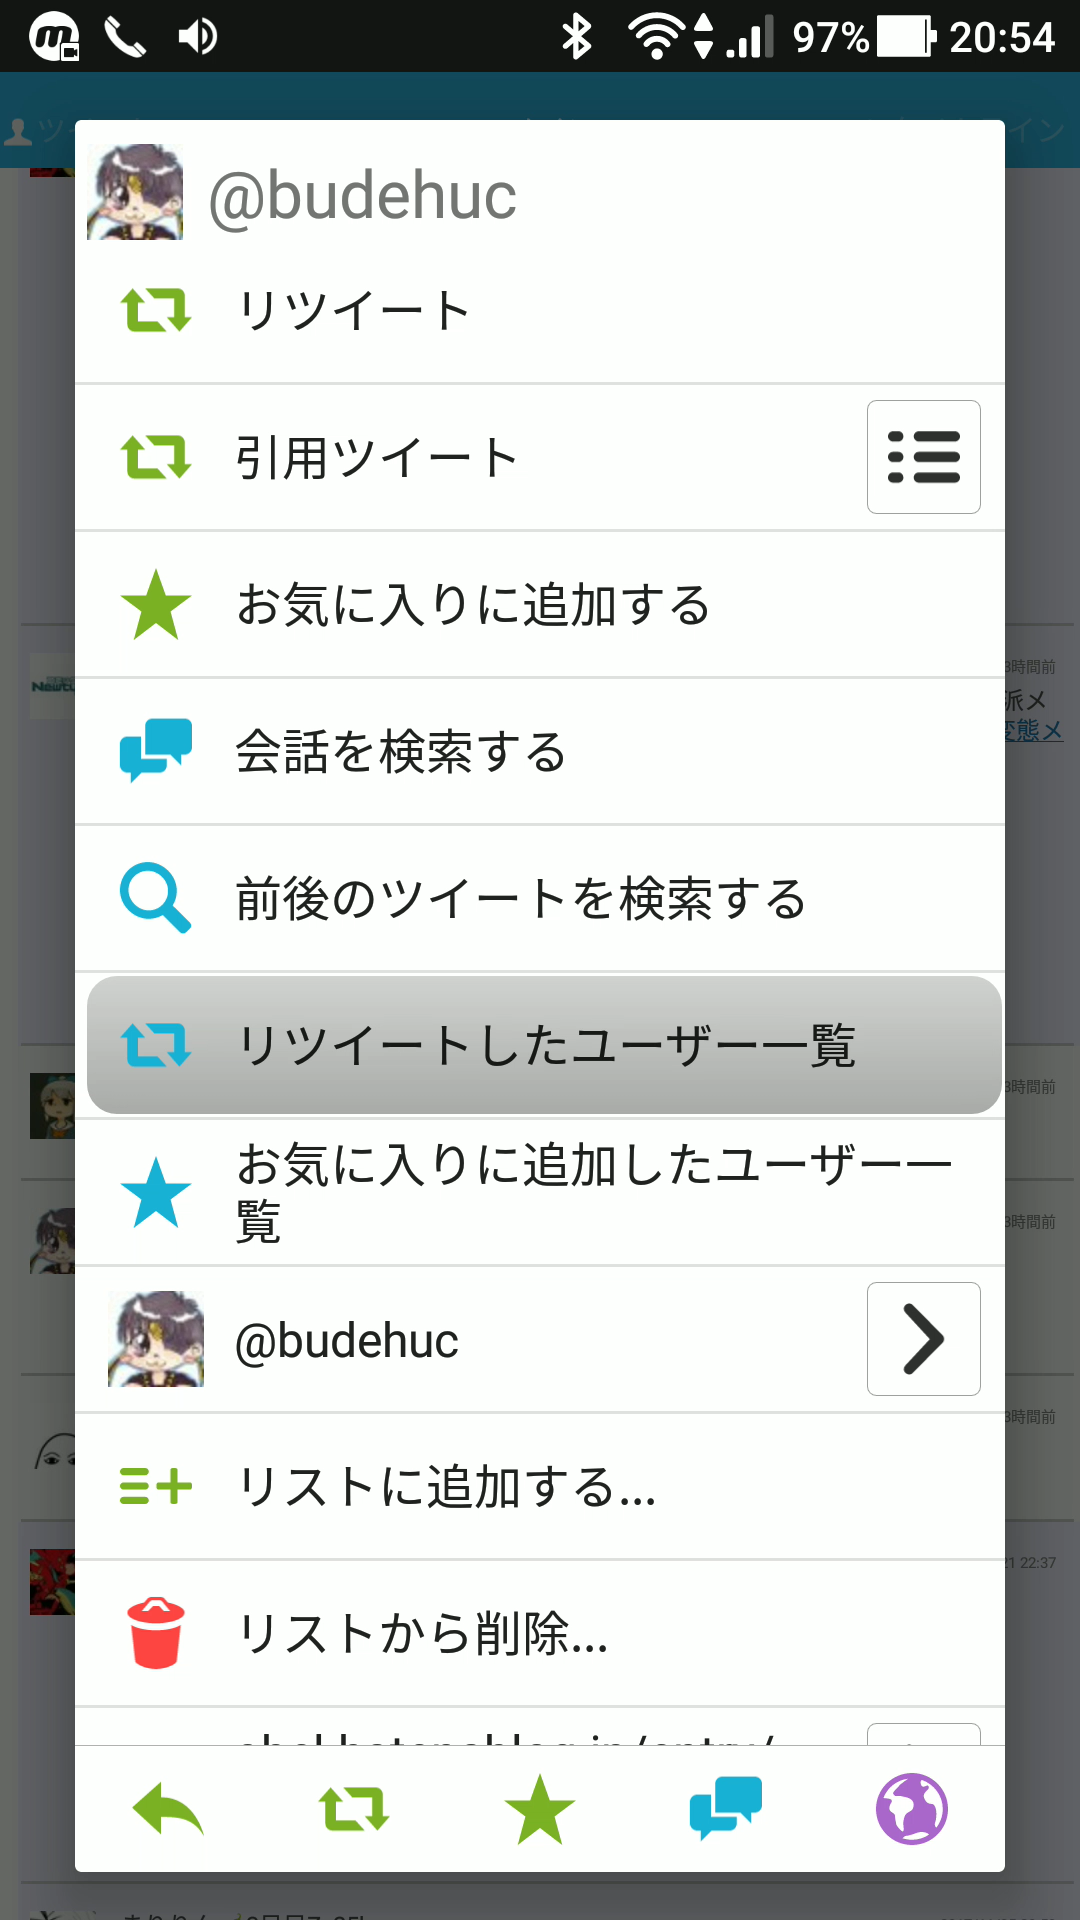 97% 20:54
@budehuc
リツイート
引用ツイート
お気に入りに追加する
3時間前
派メ
会話を検索する
変態メ
前後のツイートを検索する
リツイートしたユーザー一覧
3時間前
お気に入りに追加したユーザー一
覧
3時間前
@budehuc
3時間前
リストに追加する...
21 22:37
リストから削除...